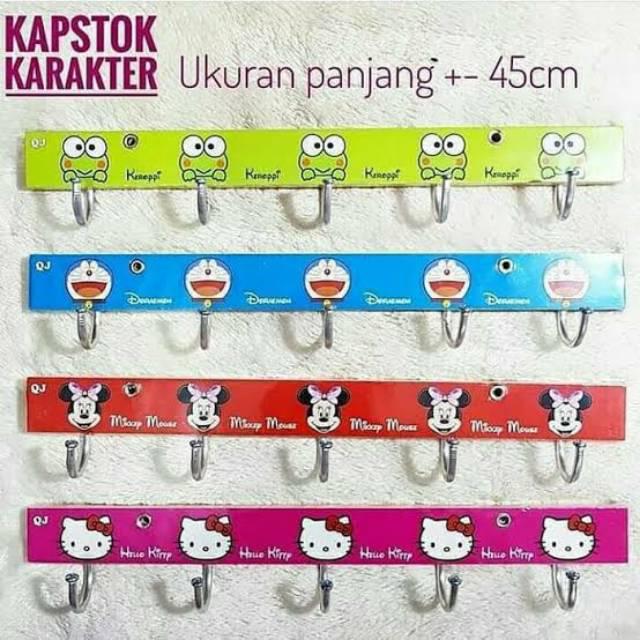 KAPSTOK
KARAKTER
Ukuran panjang +- 45cm
QJ Keroppi Keroppi Keroppi Keroppi
QJ Doraemon Doraemon Doraemon Doraemon
QJ Mickey Mouse Mickey Mouse Mickey Mouse Mickey Mouse
QJ Hello Kitty Hello Kitty Hello Kitty Hello Kitty